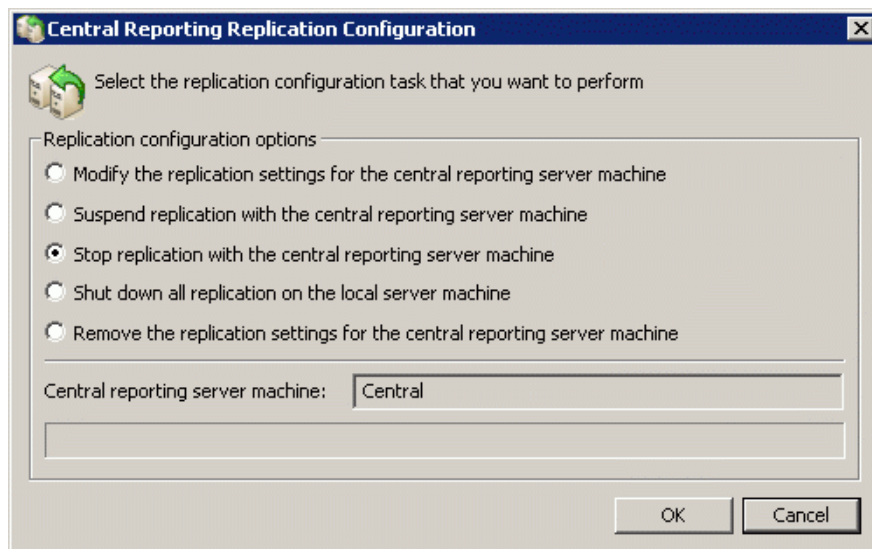 Central Reporting Replication Configuration
Select the replication configuration task that you want to perform
Replication configuration options
Modify the replication settings for the central reporting server machine
Suspend replication with the central reporting server machine
Stop replication with the central reporting server machine
Shut down all replication on the local server machine
Remove the replication settings for the central reporting server machine
Central reporting server machine: Central
OK Cancel